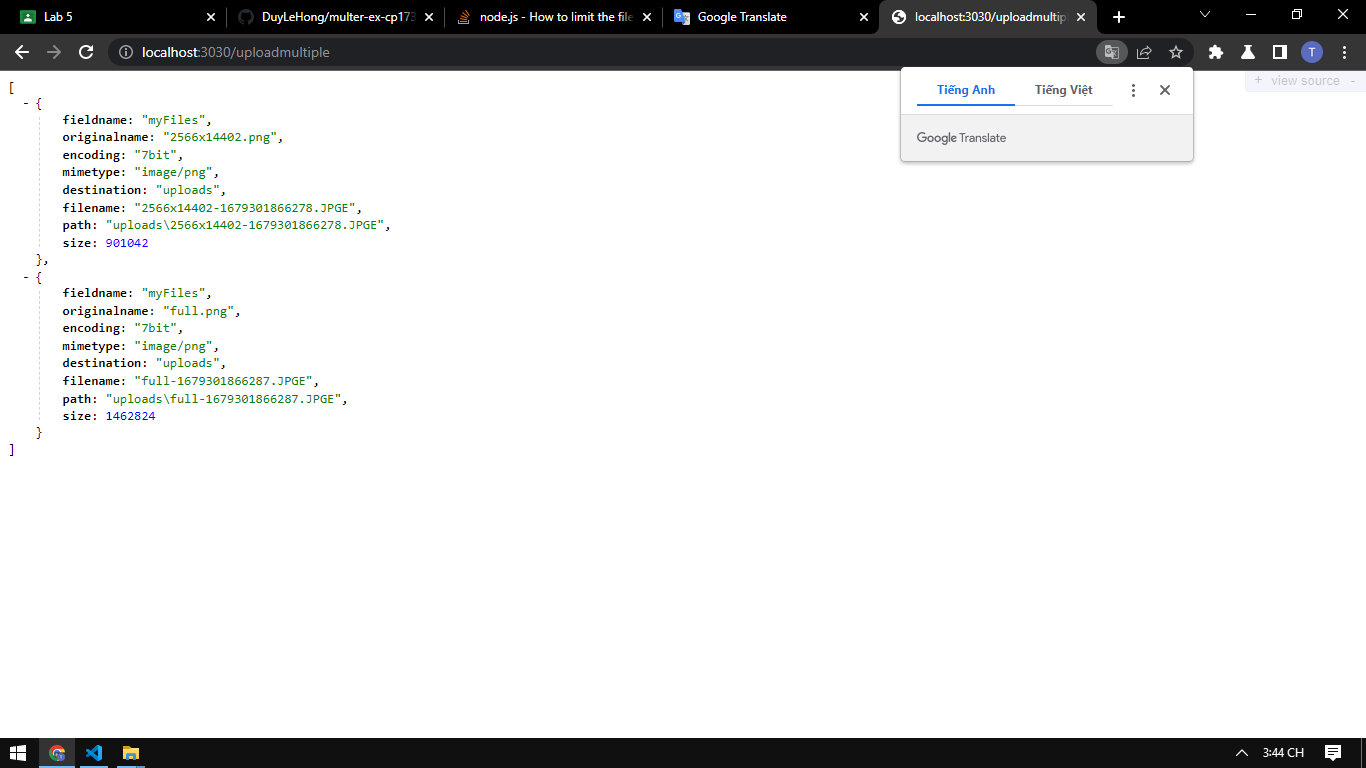 Lab 5
DuyLeHong/multer-ex-cp173
node.js - How to limit the file
Google Translate
localhost:3030/uploadmultipl
localhost:3030/uploadmultiple
T
Tiếng Anh
Tiếng Việt
Google Translate
+ view source -
[
- {
fieldname: "myFiles",
originalname: "2566x14402.png",
encoding: "7bit",
mimetype: "image/png",
destination: "uploads",
filename: "2566x14402-1679301866278.JPGE",
path: "uploads\2566x14402-1679301866278.JPGE",
size: 901042
},
- {
fieldname: "myFiles",
originalname: "full.png",
encoding: "7bit",
mimetype: "image/png",
destination: "uploads",
filename: "full-1679301866287.JPGE",
path: "uploads\full-1679301866287.JPGE",
size: 1462824
}
]
3:44 CH